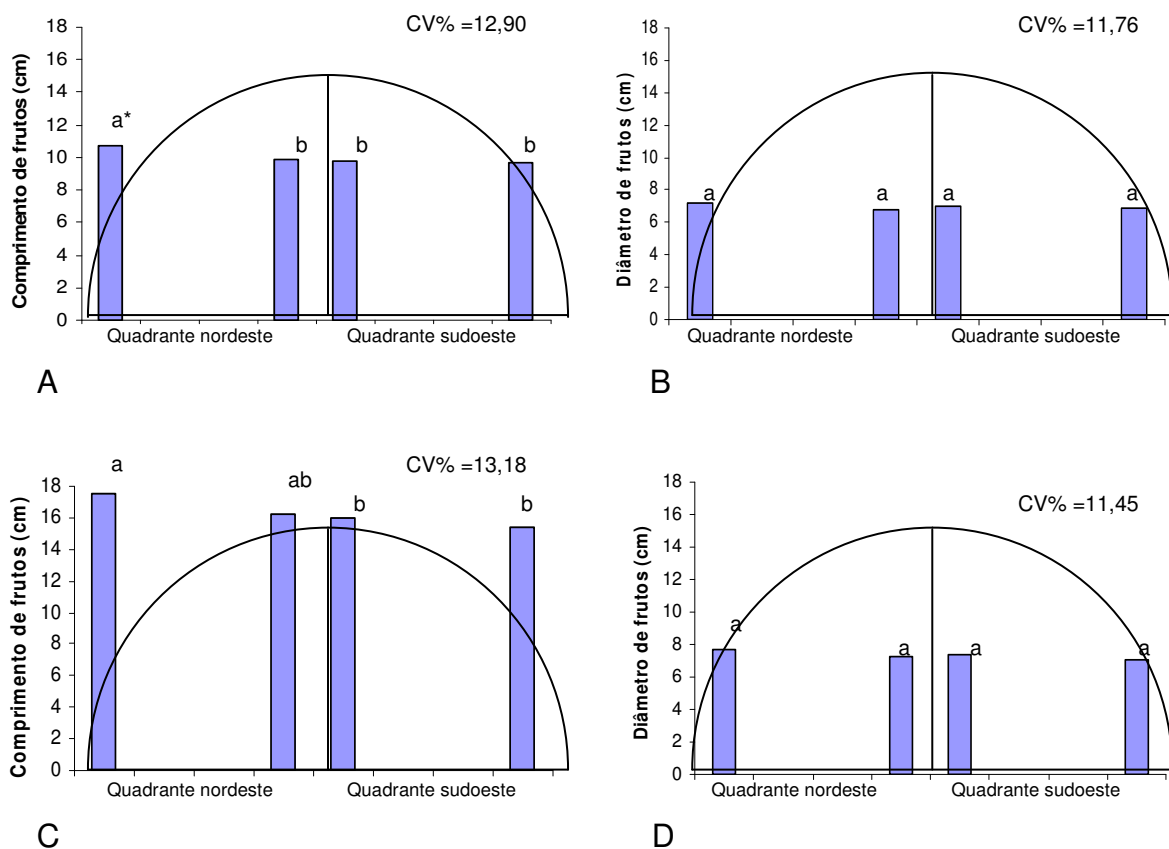 CV% =12,90
Comprimento de frutos (cm)
18
16
14
12
10
8
6
4
2
0
a*
b
b
b
Quadrante nordeste
Quadrante sudoeste
A
CV% =11,76
Diâmetro de frutos (cm)
18
16
14
12
10
8
6
4
2
0
a
a
a
a
Quadrante nordeste
Quadrante sudoeste
B
CV% =13,18
Comprimento de frutos (cm)
18
16
14
12
10
8
6
4
2
0
a
ab
b
b
Quadrante nordeste
Quadrante sudoeste
C
CV% =11,45
Diâmetro de frutos (cm)
18
16
14
12
10
8
6
4
2
0
a
a
a
a
Quadrante nordeste
Quadrante sudoeste
D